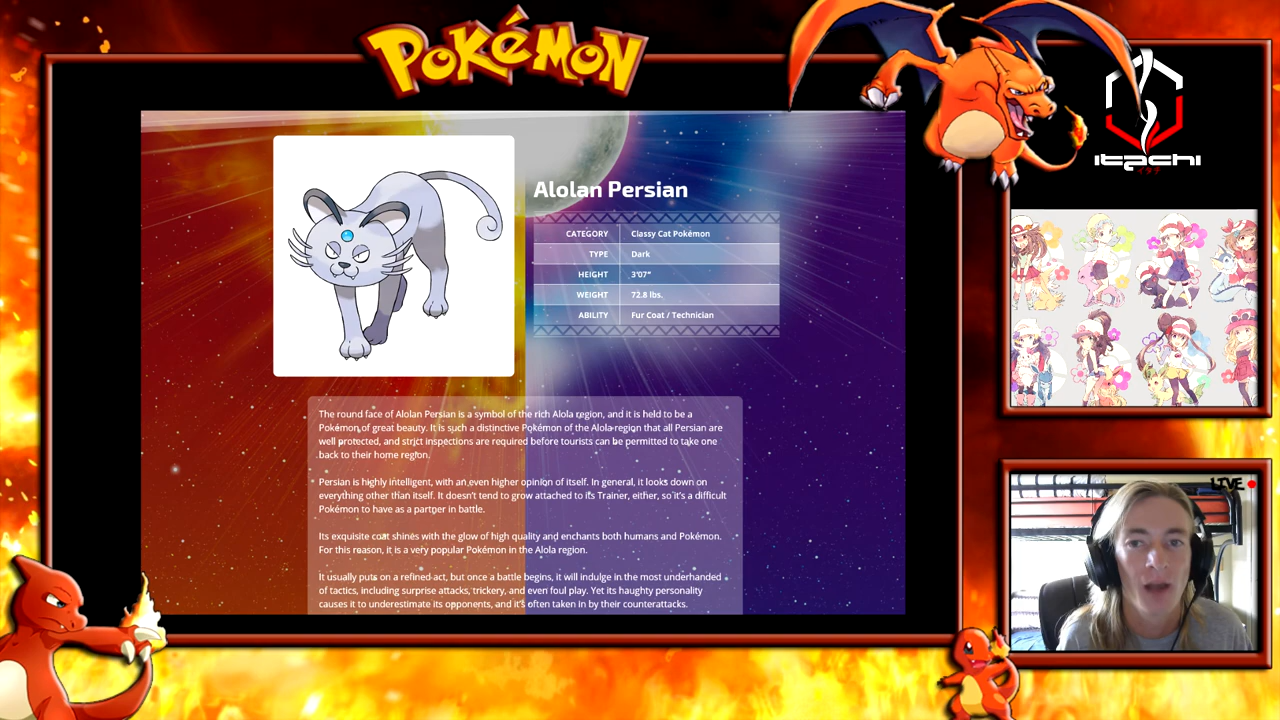 POKéMON
ITACHI
イタチ
Alolan Persian
CATEGORY Classy Cat Pokémon
TYPE Dark
HEIGHT 3'07"
WEIGHT 72.8 lbs.
ABILITY Fur Coat / Technician
The round face of Alolan Persian is a symbol of the rich Alola region, and it is held to be a
Pokémon of great beauty. It is such a distinctive Pokémon of the Alola region that all Persian are
well protected, and strict inspections are required before tourists can be permitted to take one
back to their home region.
Persian is highly intelligent, with an even higher opinion of itself. In general, it looks down on
everything other than itself. It doesn't tend to grow attached to its Trainer, either, so it's a difficult
Pokémon to have as a partner in battle.
Its exquisite coat shines with the glow of high quality and enchants both humans and Pokémon.
For this reason, it is a very popular Pokémon in the Alola region.
It usually puts on a refined act, but once a battle begins, it will indulge in the most underhanded
of tactics, including surprise attacks, trickery, and even foul play. Yet its haughty personality
causes it to underestimate its opponents, and it's often taken in by their counterattacks.
LIVE